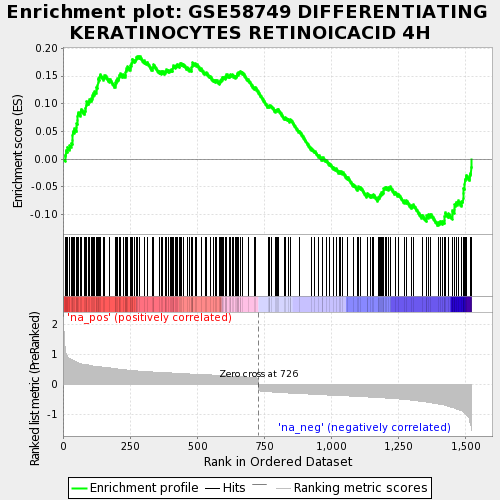 Enrichment plot: GSE58749 DIFFERENTIATING
KERATINOCYTES RETINOICACID 4H
Enrichment score (ES)
0.20
0.15
0.10
0.05
0.00
-0.05
-0.10
'na_pos' (positively correlated)
Ranked list metric (PreRanked)
2
1
0
-1
Zero cross at 726
'na_neg' (negatively correlated)
0
250
500
750
1,000
1,250
1,500
Rank in Ordered Dataset
Enrichment profile
Hits
Ranking metric scores